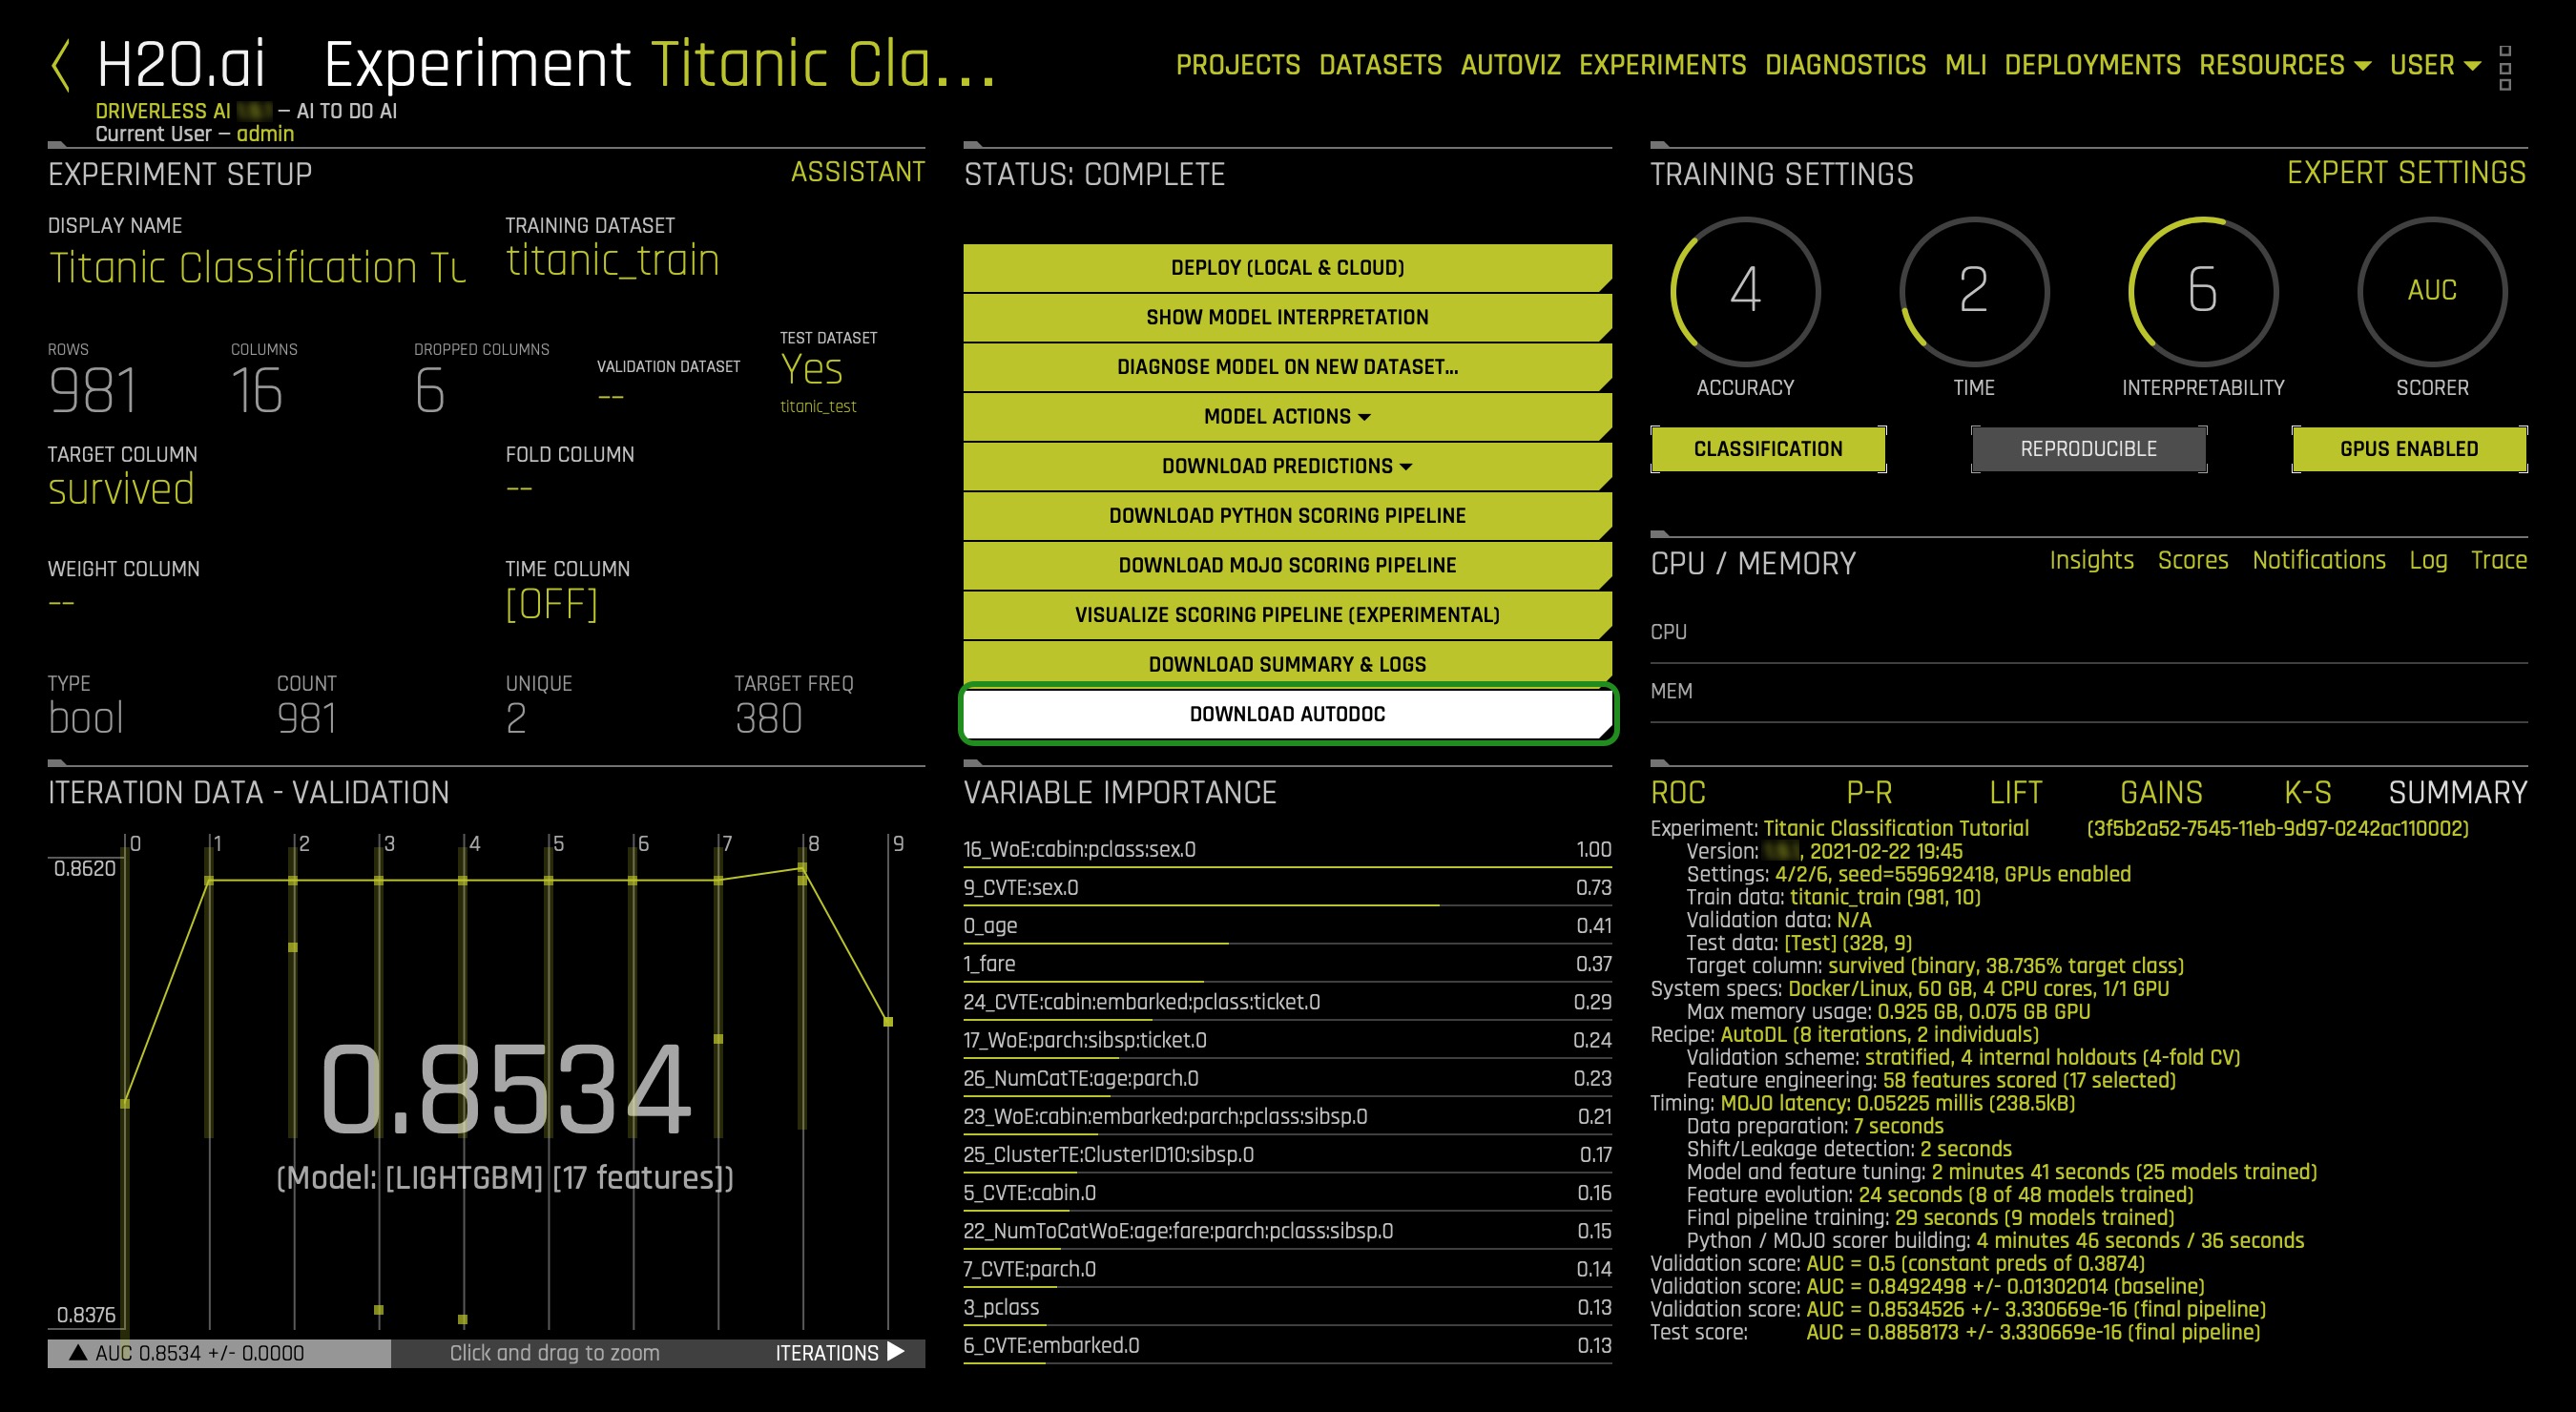 H2O.ai Experiment Titanic Cla...
DRIVERLESS AI — AI TO DO AI
Current User — admin
PROJECTS DATASETS AUTOVIZ EXPERIMENTS DIAGNOSTICS MLI DEPLOYMENTS RESOURCES USER
EXPERIMENT SETUP ASSISTANT
DISPLAY NAME TRAINING DATASET
Titanic Classification Tu titanic_train
ROWS COLUMNS DROPPED COLUMNS VALIDATION DATASET TEST DATASET
981 16 6 -- Yes
titanic_test
TARGET COLUMN FOLD COLUMN
survived --
WEIGHT COLUMN TIME COLUMN
-- [OFF]
TYPE COUNT UNIQUE TARGET FREQ
bool 981 2 380
STATUS: COMPLETE
DEPLOY (LOCAL & CLOUD)
SHOW MODEL INTERPRETATION
DIAGNOSE MODEL ON NEW DATASET...
MODEL ACTIONS
DOWNLOAD PREDICTIONS
DOWNLOAD PYTHON SCORING PIPELINE
DOWNLOAD MOJO SCORING PIPELINE
VISUALIZE SCORING PIPELINE (EXPERIMENTAL)
DOWNLOAD SUMMARY & LOGS
DOWNLOAD AUTODOC
TRAINING SETTINGS EXPERT SETTINGS
4 2 6 AUC
ACCURACY TIME INTERPRETABILITY SCORER
CLASSIFICATION REPRODUCIBLE GPUS ENABLED
CPU / MEMORY Insights Scores Notifications Log Trace
CPU
MEM
ITERATION DATA - VALIDATION
0 1 2 3 4 5 6 7 8 9
0.8620
0.8534
(Model: [LIGHTGBM] [17 features])
0.8376
▲ AUC 0.8534 +/- 0.0000 Click and drag to zoom ITERATIONS ▶
VARIABLE IMPORTANCE
16_WoE:cabin:pclass:sex.0 1.00
9_CVTE:sex.0 0.73
0_age 0.41
1_fare 0.37
24_CVTE:cabin:embarked:pclass:ticket.0 0.29
17_WoE:parch:sibsp:ticket.0 0.24
26_NumCatTE:age:parch.0 0.23
23_WoE:cabin:embarked:parch:pclass:sibsp.0 0.21
25_ClusterTE:ClusterID10:sibsp.0 0.17
5_CVTE:cabin.0 0.16
22_NumToCatWoE:age:fare:parch:pclass:sibsp.0 0.15
7_CVTE:parch.0 0.14
3_pclass 0.13
6_CVTE:embarked.0 0.13
ROC P-R LIFT GAINS K-S SUMMARY
Experiment: Titanic Classification Tutorial (3f5b2a52-7545-11eb-9d97-0242ac110002)
Version: , 2021-02-22 19:45
Settings: 4/2/6, seed=559692418, GPUs enabled
Train data: titanic_train (981, 10)
Validation data: N/A
Test data: [Test] (328, 9)
Target column: survived (binary, 38.736% target class)
System specs: Docker/Linux, 60 GB, 4 CPU cores, 1/1 GPU
Max memory usage: 0.925 GB, 0.075 GB GPU
Recipe: AutoDL (8 iterations, 2 individuals)
Validation scheme: stratified, 4 internal holdouts (4-fold CV)
Feature engineering: 58 features scored (17 selected)
Timing: MOJO latency: 0.05225 millis (238.5kB)
Data preparation: 7 seconds
Shift/Leakage detection: 2 seconds
Model and feature tuning: 2 minutes 41 seconds (25 models trained)
Feature evolution: 24 seconds (8 of 48 models trained)
Final pipeline training: 29 seconds (9 models trained)
Python / MOJO scorer building: 4 minutes 46 seconds / 36 seconds
Validation score: AUC = 0.5 (constant preds of 0.3874)
Validation score: AUC = 0.8492498 +/- 0.01302014 (baseline)
Validation score: AUC = 0.8534526 +/- 3.330669e-16 (final pipeline)
Test score: AUC = 0.8858173 +/- 3.330669e-16 (final pipeline)